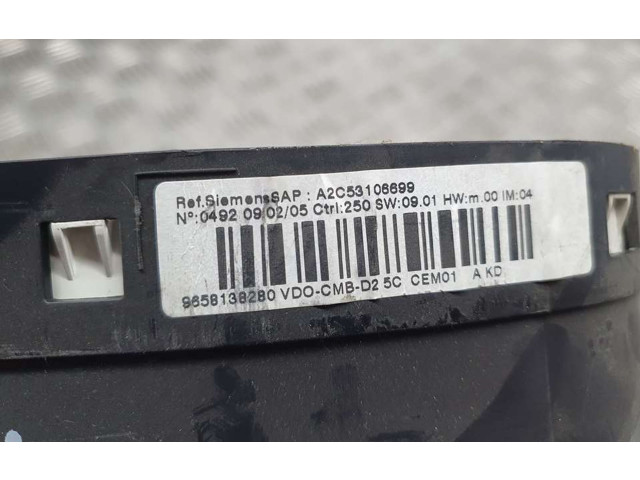 Ref.SiemensSAP : A2C53106699
Nº:0492 09/02/05 Ctrl:250 SW:09.01 HW:m.00 IM:04
9658138280 VDO-CMB-D2 5C CEM01 A KD